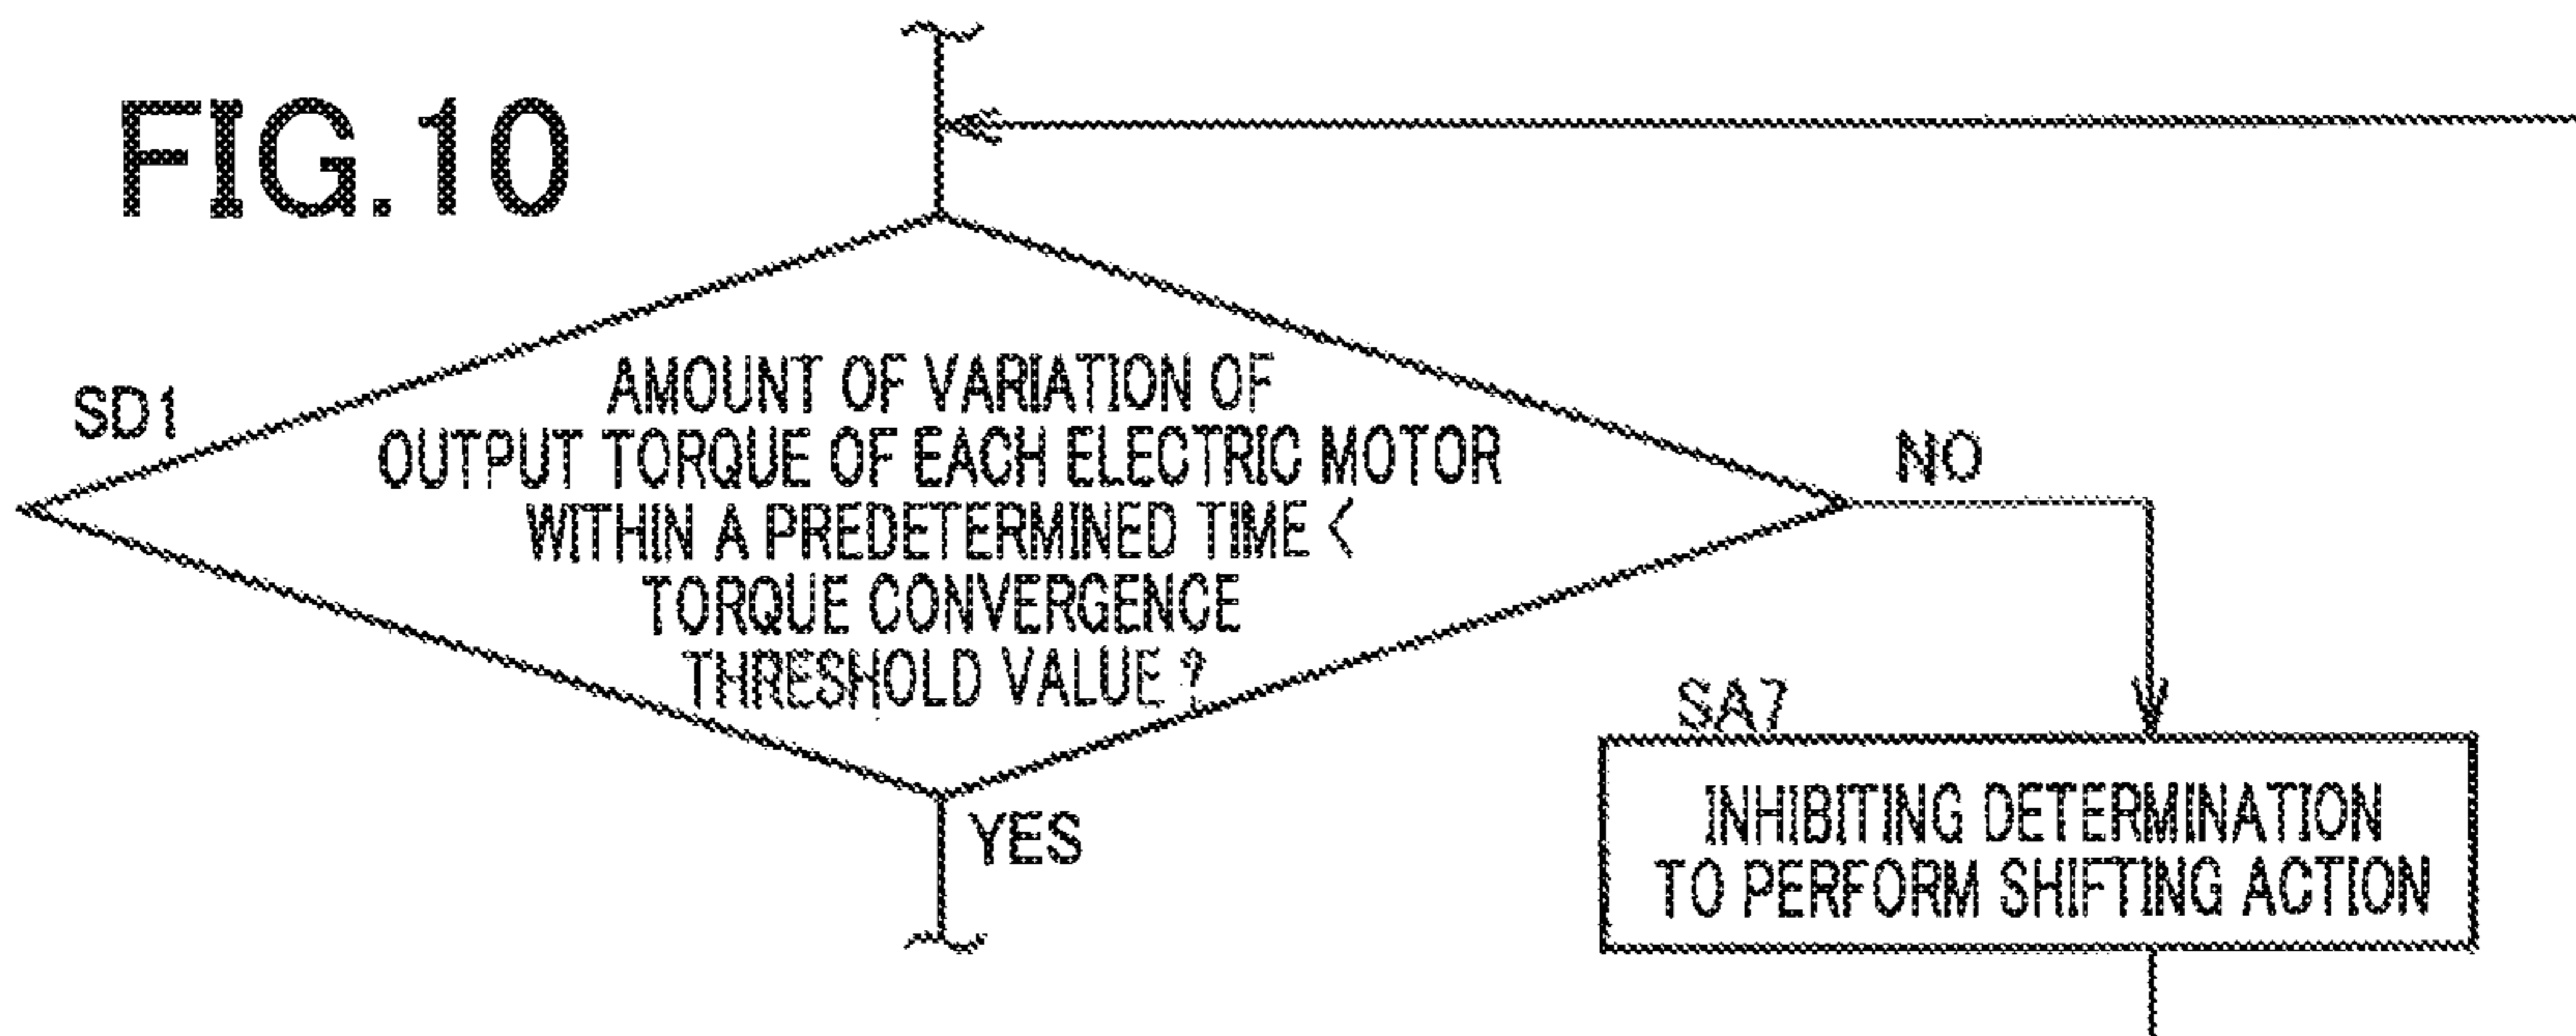 FIG.10
SD1
AMOUNT OF VARIATION OF
OUTPUT TORQUE OF EACH ELECTRIC MOTOR
WITHIN A PREDETERMINED TIME <
TORQUE CONVERGENCE
THRESHOLD VALUE ?
NO
YES
SA7
INHIBITING DETERMINATION
TO PERFORM SHIFTING ACTION